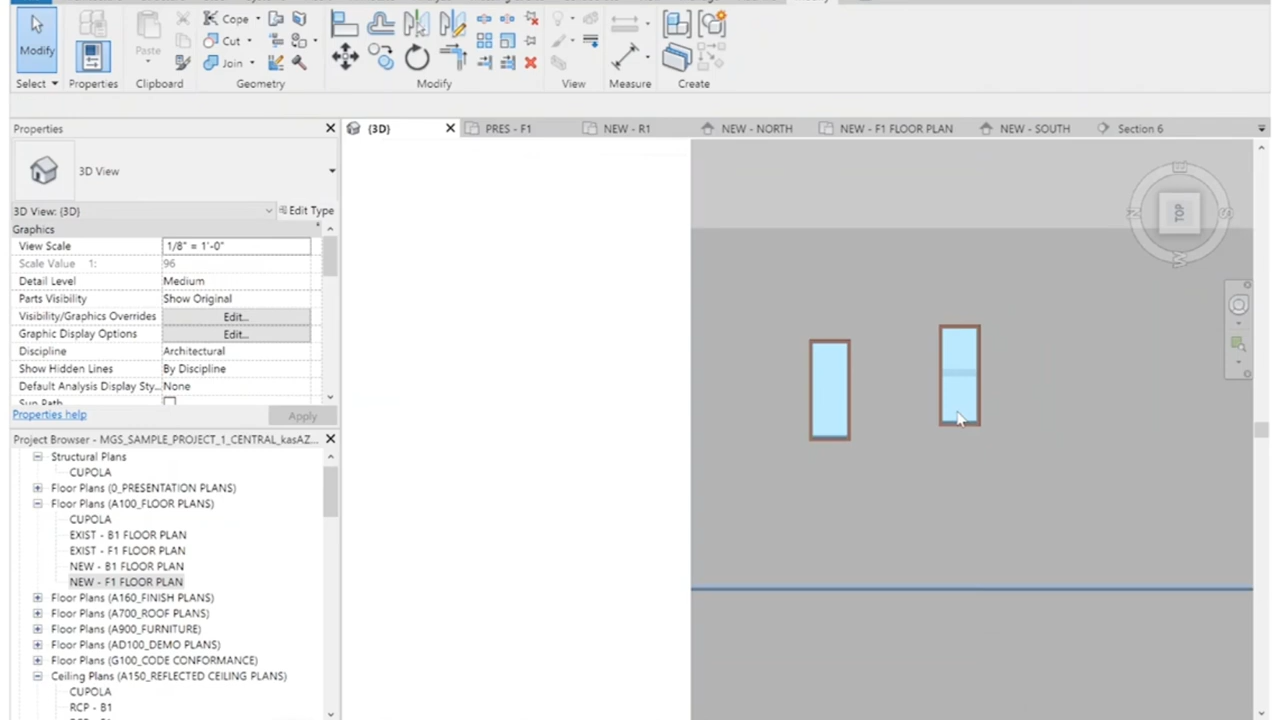 Modify
Select
Properties
Paste
Clipboard
Cope
Cut
Join
Geometry
Modify
View
Measure
Create
Properties
3D View
3D View: {3D}
Edit Type
Graphics
View Scale
1/8" = 1'-0"
Scale Value 1:
96
Detail Level
Medium
Parts Visibility
Show Original
Visibility/Graphics Overrides
Edit...
Graphic Display Options
Edit...
Discipline
Architectural
Show Hidden Lines
By Discipline
Default Analysis Display Sty...
None
Sun Path
Properties help
Apply
Project Browser - MGS_SAMPLE_PROJECT_1_CENTRAL_kasAZ...
Structural Plans
CUPOLA
Floor Plans (0_PRESENTATION PLANS)
Floor Plans (A100_FLOOR PLANS)
CUPOLA
EXIST - B1 FLOOR PLAN
EXIST - F1 FLOOR PLAN
NEW - B1 FLOOR PLAN
NEW - F1 FLOOR PLAN
Floor Plans (A160_FINISH PLANS)
Floor Plans (A700_ROOF PLANS)
Floor Plans (A900_FURNITURE)
Floor Plans (AD100_DEMO PLANS)
Floor Plans (G100_CODE CONFORMANCE)
Ceiling Plans (A150_REFLECTED CEILING PLANS)
CUPOLA
RCP - B1
{3D}
PRES - F1
NEW - R1
NEW - NORTH
NEW - F1 FLOOR PLAN
NEW - SOUTH
Section 6
E
N
TOP
S
W